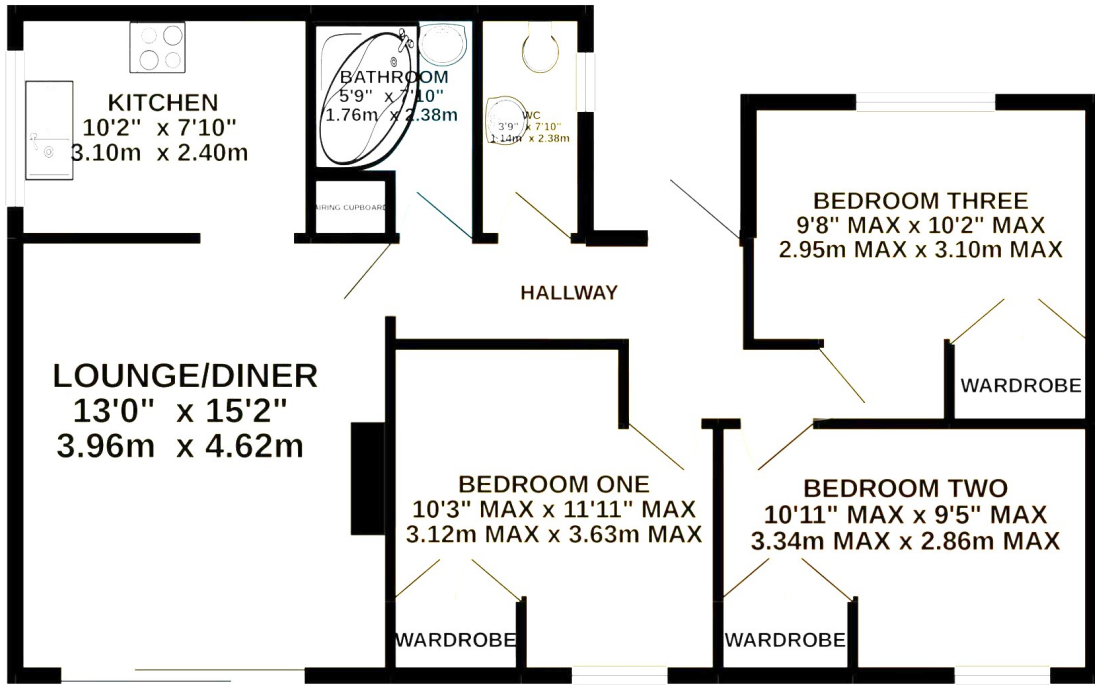 KITCHEN
10'2" x 7'10"
3.10m x 2.40m
BATHROOM
5'9" x 7'10"
1.76m x 2.38m
WC
3'9" x 7'10"
1.14m x 2.38m
AIRING CUPBOARD
BEDROOM THREE
9'8" MAX x 10'2" MAX
2.95m MAX x 3.10m MAX
HALLWAY
WARDROBE
LOUNGE/DINER
13'0" x 15'2"
3.96m x 4.62m
BEDROOM ONE
10'3" MAX x 11'11" MAX
3.12m MAX x 3.63m MAX
BEDROOM TWO
10'11" MAX x 9'5" MAX
3.34m MAX x 2.86m MAX
WARDROBE
WARDROBE